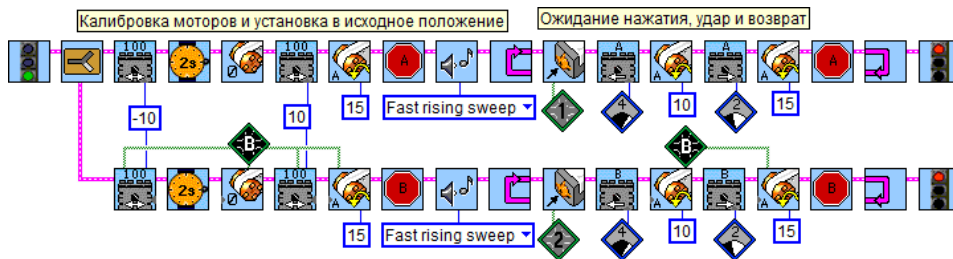 Калибровка моторов и установка в исходное положение
Ожидание нажатия, удар и возврат
100 2s 0 100 A A A A A A
15 Fast rising sweep 1 4 10 2 15
-10 10
B B
100 2s 0 100 A B B A B A B
15 Fast rising sweep 2 4 10 2 15